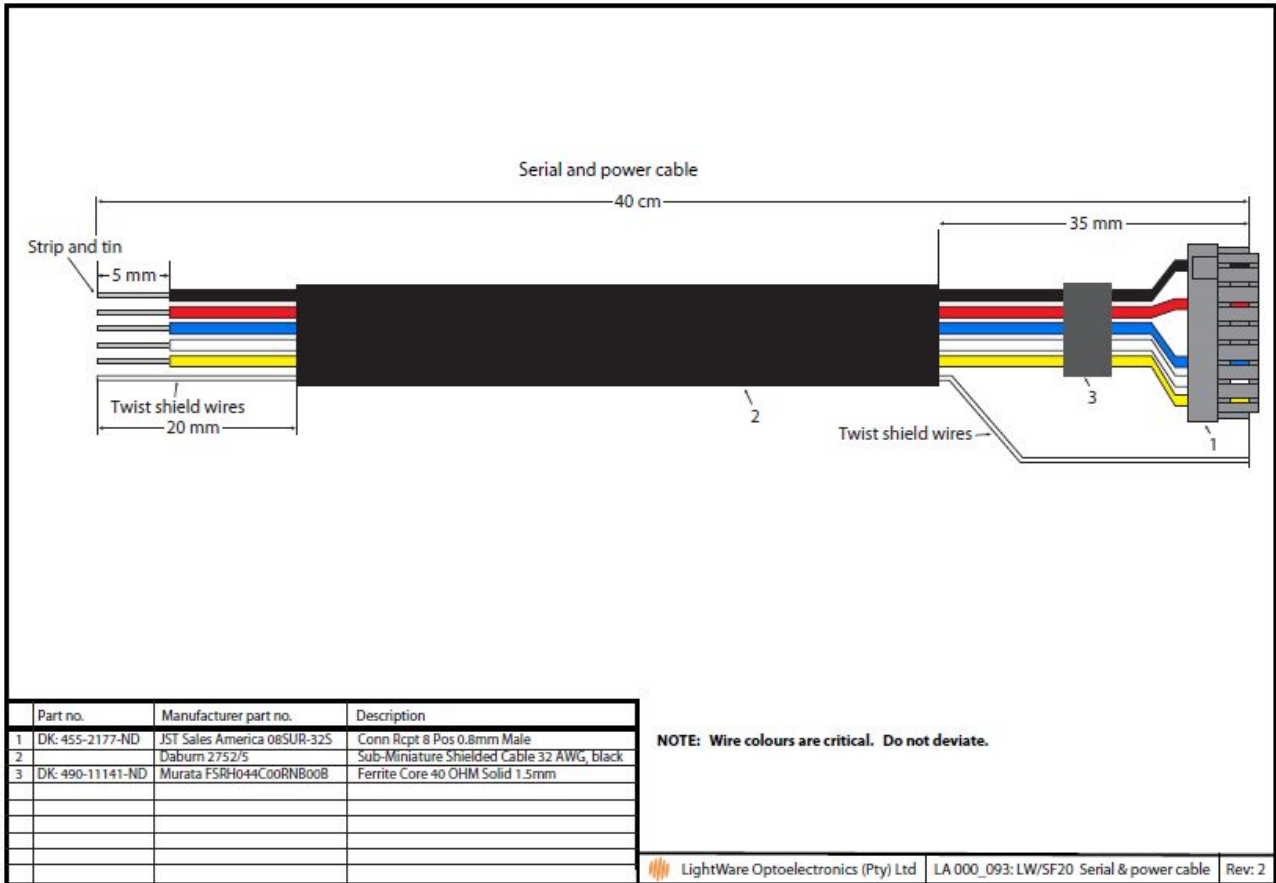 Serial and power cable
40 cm
35 mm
Strip and tin
5 mm
Twist shield wires
20 mm
2
Twist shield wires
3
1
Part no. Manufacturer part no. Description
1 DK: 455-2177-ND JST Sales America 08SUR-32S Conn Rcpt 8 Pos 0.8mm Male
2 Daburn 2752/5 Sub-Miniature Shielded Cable 32 AWG, black
3 DK: 490-11141-ND Murata FSRH044C00RNB00B Ferrite Core 40 OHM Solid 1.5mm
NOTE: Wire colours are critical. Do not deviate.
LightWare Optoelectronics (Pty) Ltd LA 000_093: LW/SF20 Serial & power cable Rev: 2